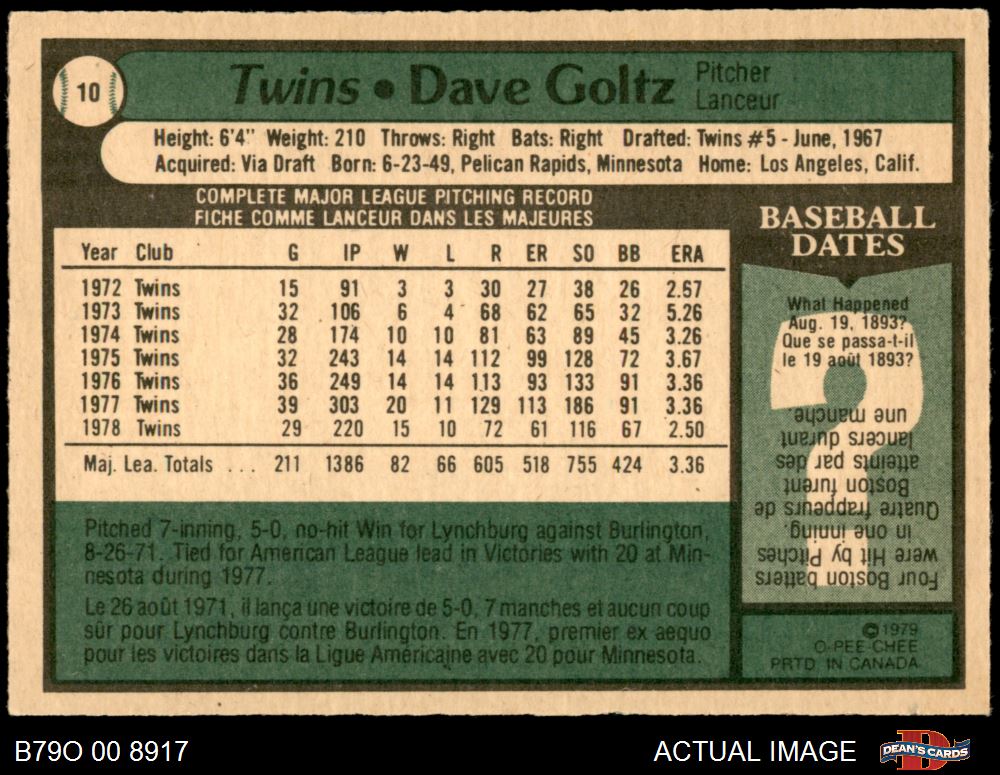 10
Twins • Dave Goltz Pitcher
Lanceur
Height: 6'4" Weight: 210 Throws: Right Bats: Right Drafted: Twins #5 - June, 1967
Acquired: Via Draft Born: 6-23-49, Pelican Rapids, Minnesota Home: Los Angeles, Calif.
COMPLETE MAJOR LEAGUE PITCHING RECORD
FICHE COMME LANCEUR DANS LES MAJEURES
Year Club G IP W L R ER SO BB ERA
1972 Twins 15 91 3 3 30 27 38 26 2.67
1973 Twins 32 106 6 4 68 62 65 32 5.26
1974 Twins 28 174 10 10 81 63 89 45 3.26
1975 Twins 32 243 14 14 112 99 128 72 3.67
1976 Twins 36 249 14 14 113 93 133 91 3.36
1977 Twins 39 303 20 11 129 113 186 91 3.36
1978 Twins 29 220 15 10 72 61 116 67 2.50
Maj. Lea. Totals ... 211 1386 82 66 605 518 755 424 3.36
Pitched 7-inning, 5-0, no-hit Win for Lynchburg against Burlington,
8-26-71. Tied for American League lead in Victories with 20 at Min-
nesota during 1977.
Le 26 août 1971, il lança une victoire de 5-0, 7 manches et aucun coup
sûr pour Lynchburg contre Burlington. En 1977, premier ex aequo
pour les victoires dans la Ligue Américaine avec 20 pour Minnesota.
BASEBALL
DATES
What Happened
Aug. 19, 1893?
Que se passa-t-il
le 19 août 1893?
Four Boston batters
were Hit by Pitches
in one inning.
Quatre frappeurs de
Boston furent
atteints par des
lancers durant
une manche.
©1979
O-PEE-CHEE
PRTD. IN CANADA
B79O 00 8917
ACTUAL IMAGE
DEAN'S CARDS